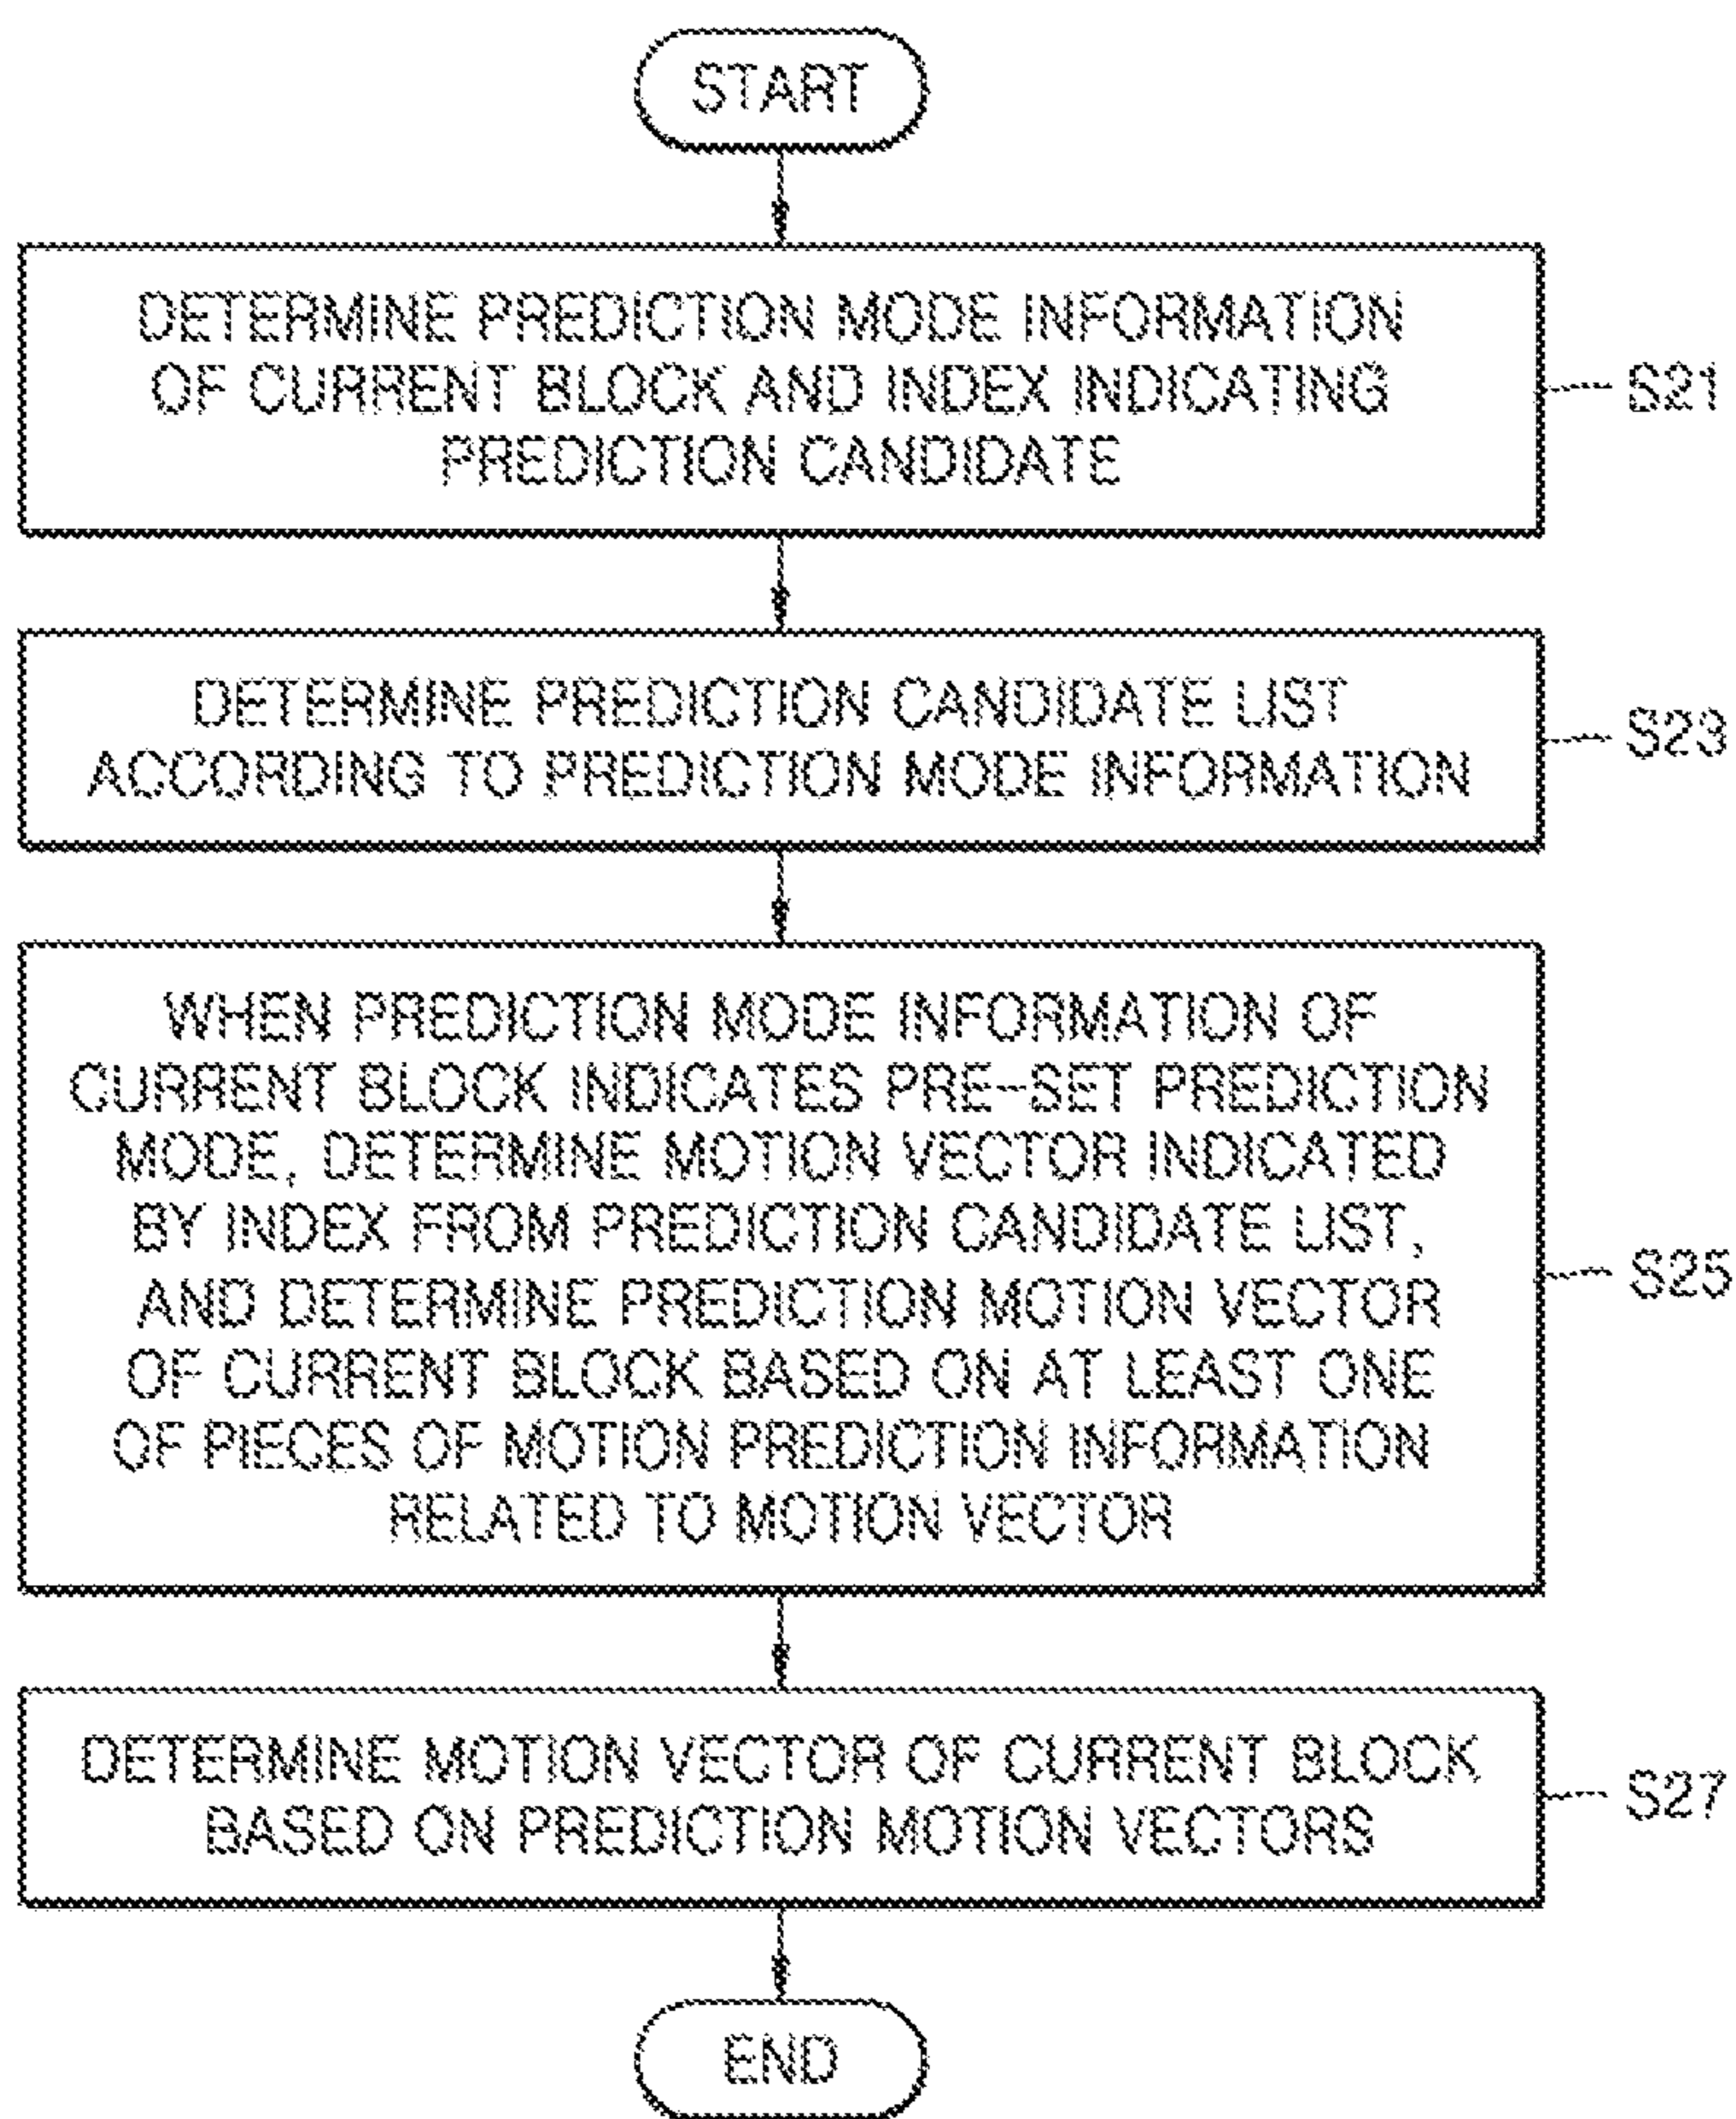 START
DETERMINE PREDICTION MODE INFORMATION
OF CURRENT BLOCK AND INDEX INDICATING
PREDICTION CANDIDATE
S21
DETERMINE PREDICTION CANDIDATE LIST
ACCORDING TO PREDICTION MODE INFORMATION
S23
WHEN PREDICTION MODE INFORMATION OF
CURRENT BLOCK INDICATES PRE-SET PREDICTION
MODE, DETERMINE MOTION VECTOR INDICATED
BY INDEX FROM PREDICTION CANDIDATE LIST,
AND DETERMINE PREDICTION MOTION VECTOR
OF CURRENT BLOCK BASED ON AT LEAST ONE
OF PIECES OF MOTION PREDICTION INFORMATION
RELATED TO MOTION VECTOR
S25
DETERMINE MOTION VECTOR OF CURRENT BLOCK
BASED ON PREDICTION MOTION VECTORS
S27
END